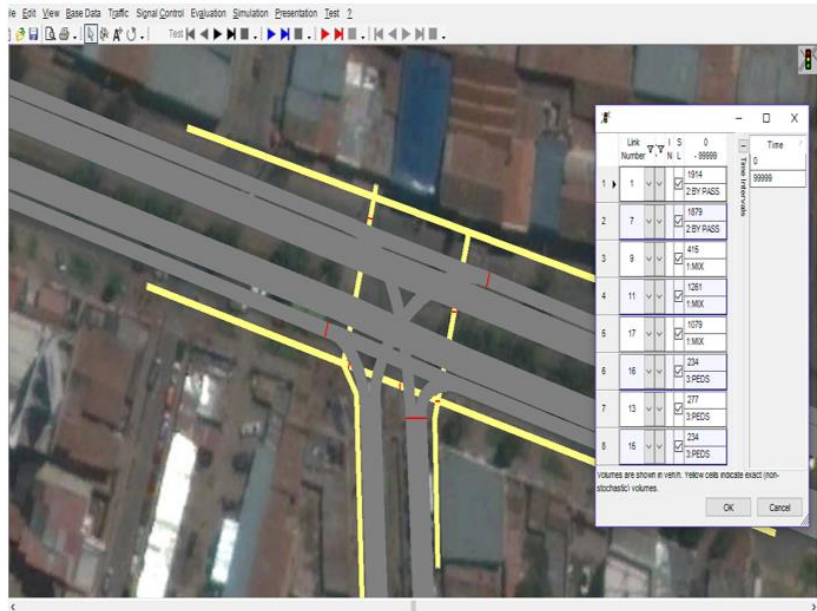 le Edit View Base Data Traffic Signal Control Evaluation Simulation Presentation Test ?
Test
Link Number I N S L 0 - 99999
1 1 1914 2:BY PASS
2 7 1879 2:BY PASS
3 9 415 1:MIX
4 11 1261 1:MIX
5 17 1079 1:MIX
6 16 234 3:PEDS
7 13 277 3:PEDS
8 15 234 3:PEDS
Time Intervals
Time
0
99999
Volumes are shown in veh/h. Yellow cells indicate exact (non-
stochastic) volumes.
OK Cancel